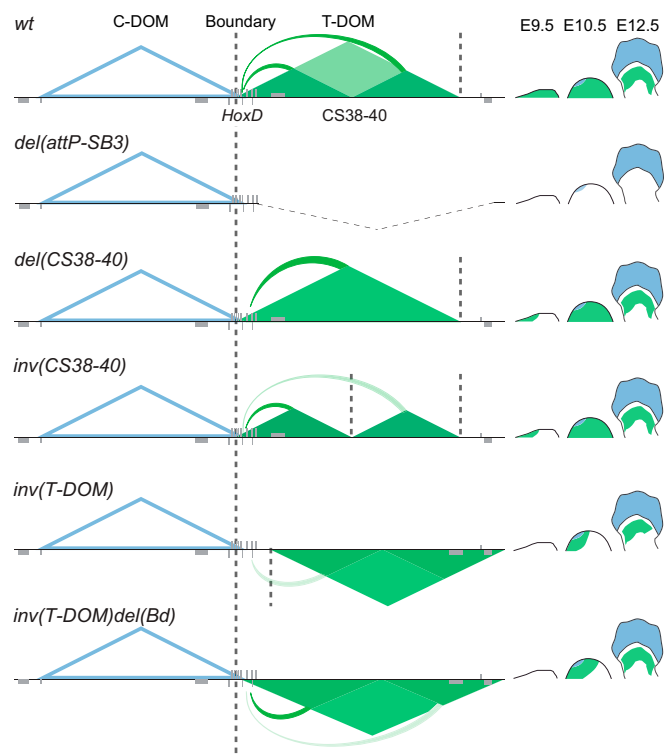 wt C-DOM Boundary T-DOM E9.5 E10.5 E12.5
HoxD CS38-40
del(attP-SB3)
del(CS38-40)
inv(CS38-40)
inv(T-DOM)
inv(T-DOM)del(Bd)